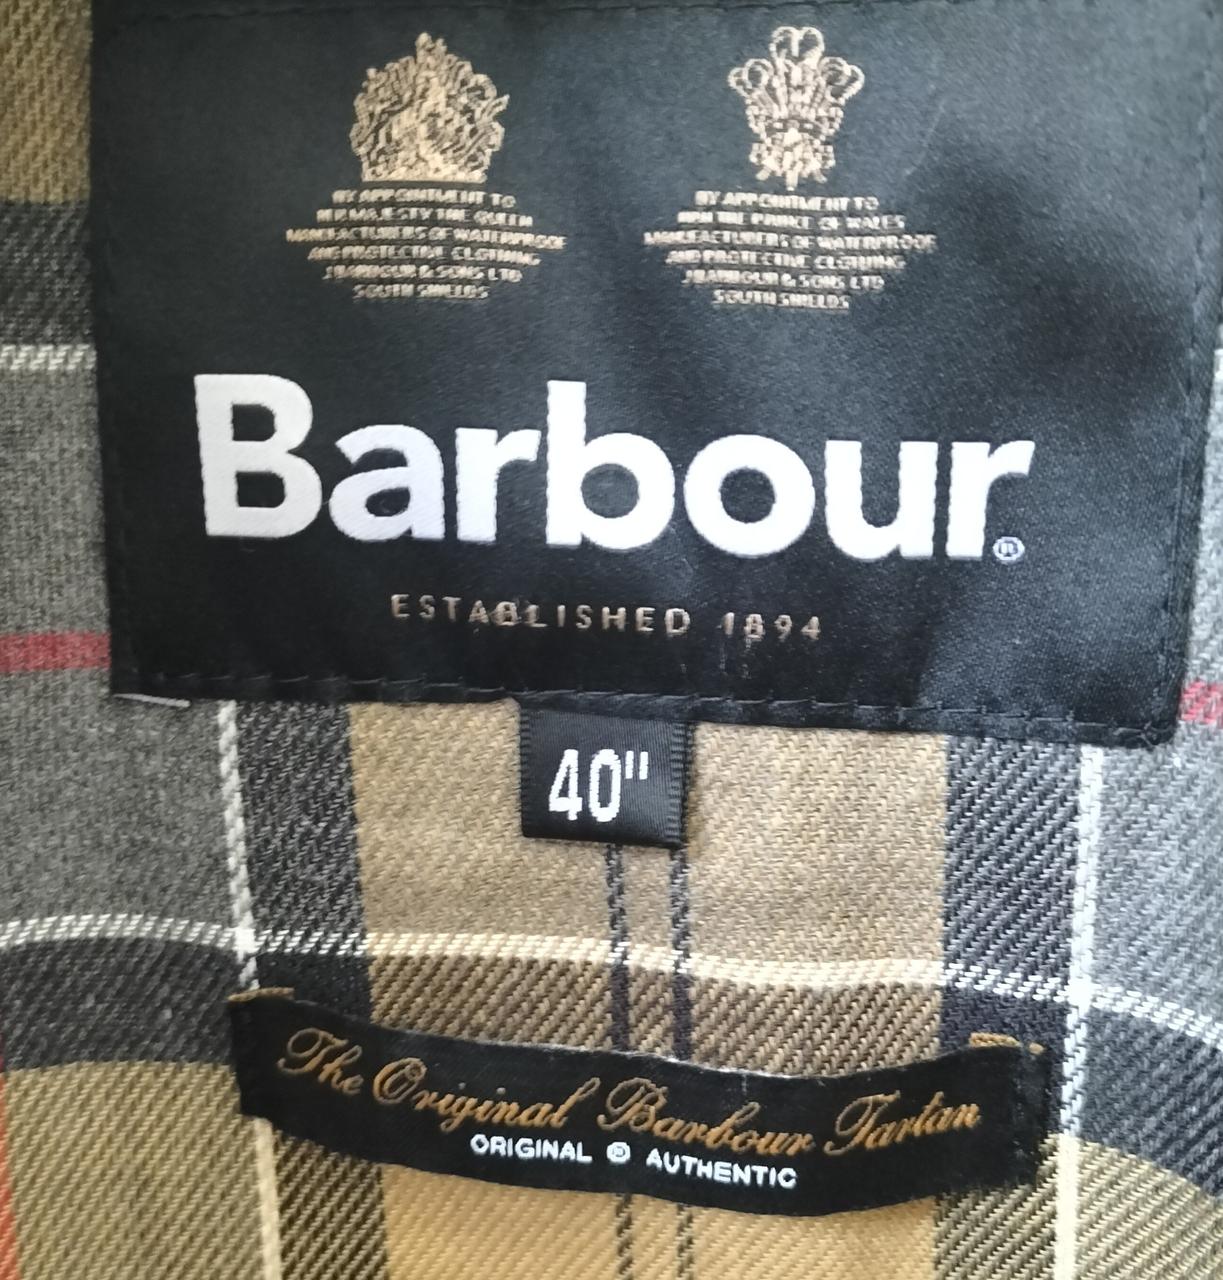 BY APPOINTMENT TO
HER MAJESTY THE QUEEN
MANUFACTURERS OF WATERPROOF
AND PROTECTIVE CLOTHING
J BARBOUR & SONS LTD
SOUTH SHIELDS
BY APPOINTMENT TO
HRH THE PRINCE OF WALES
MANUFACTURERS OF WATERPROOF
AND PROTECTIVE CLOTHING
J BARBOUR & SONS LTD
SOUTH SHIELDS
Barbour®
ESTABLISHED 1894
40"
The Original Barbour Tartan
ORIGINAL ® AUTHENTIC